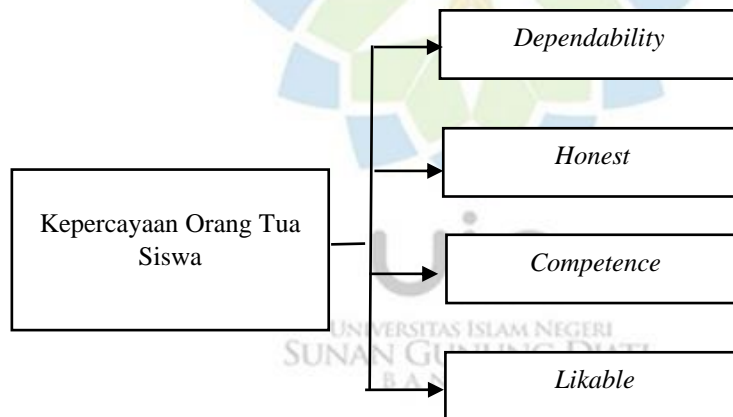 Dependability
Honest
Kepercayaan Orang Tua
Siswa
Competence
UNIVERSITAS ISLAM NEGERI
SUNAN GUNUNG DJATI
Likable